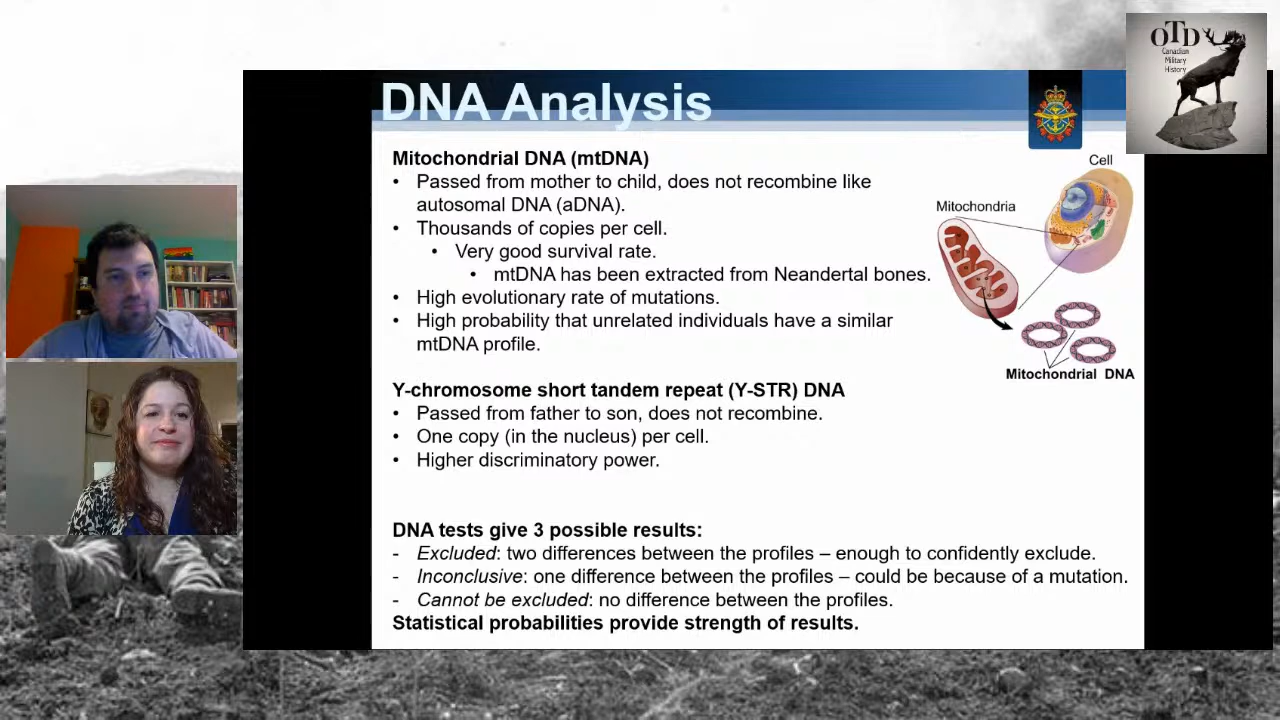 DNA Analysis
OTD
Canadian
Military
History
Mitochondrial DNA (mtDNA)
• Passed from mother to child, does not recombine like
autosomal DNA (aDNA).
• Thousands of copies per cell.
• Very good survival rate.
• mtDNA has been extracted from Neandertal bones.
• High evolutionary rate of mutations.
• High probability that unrelated individuals have a similar
mtDNA profile.
Cell
Mitochondria
Mitochondrial DNA
Y-chromosome short tandem repeat (Y-STR) DNA
• Passed from father to son, does not recombine.
• One copy (in the nucleus) per cell.
• Higher discriminatory power.
DNA tests give 3 possible results:
- Excluded: two differences between the profiles – enough to confidently exclude.
- Inconclusive: one difference between the profiles – could be because of a mutation.
- Cannot be excluded: no difference between the profiles.
Statistical probabilities provide strength of results.